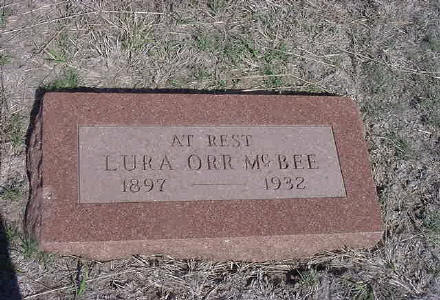 AT REST
LURA ORR McBEE
1897 — 1932